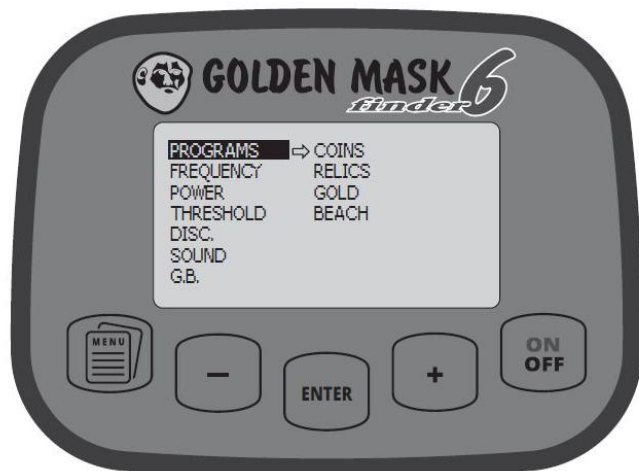 GOLDEN MASK 6
finder
PROGRAMS ⇨ COINS
FREQUENCY RELICS
POWER GOLD
THRESHOLD BEACH
DISC.
SOUND
G.B.
MENU
–
ENTER
+
ON
OFF